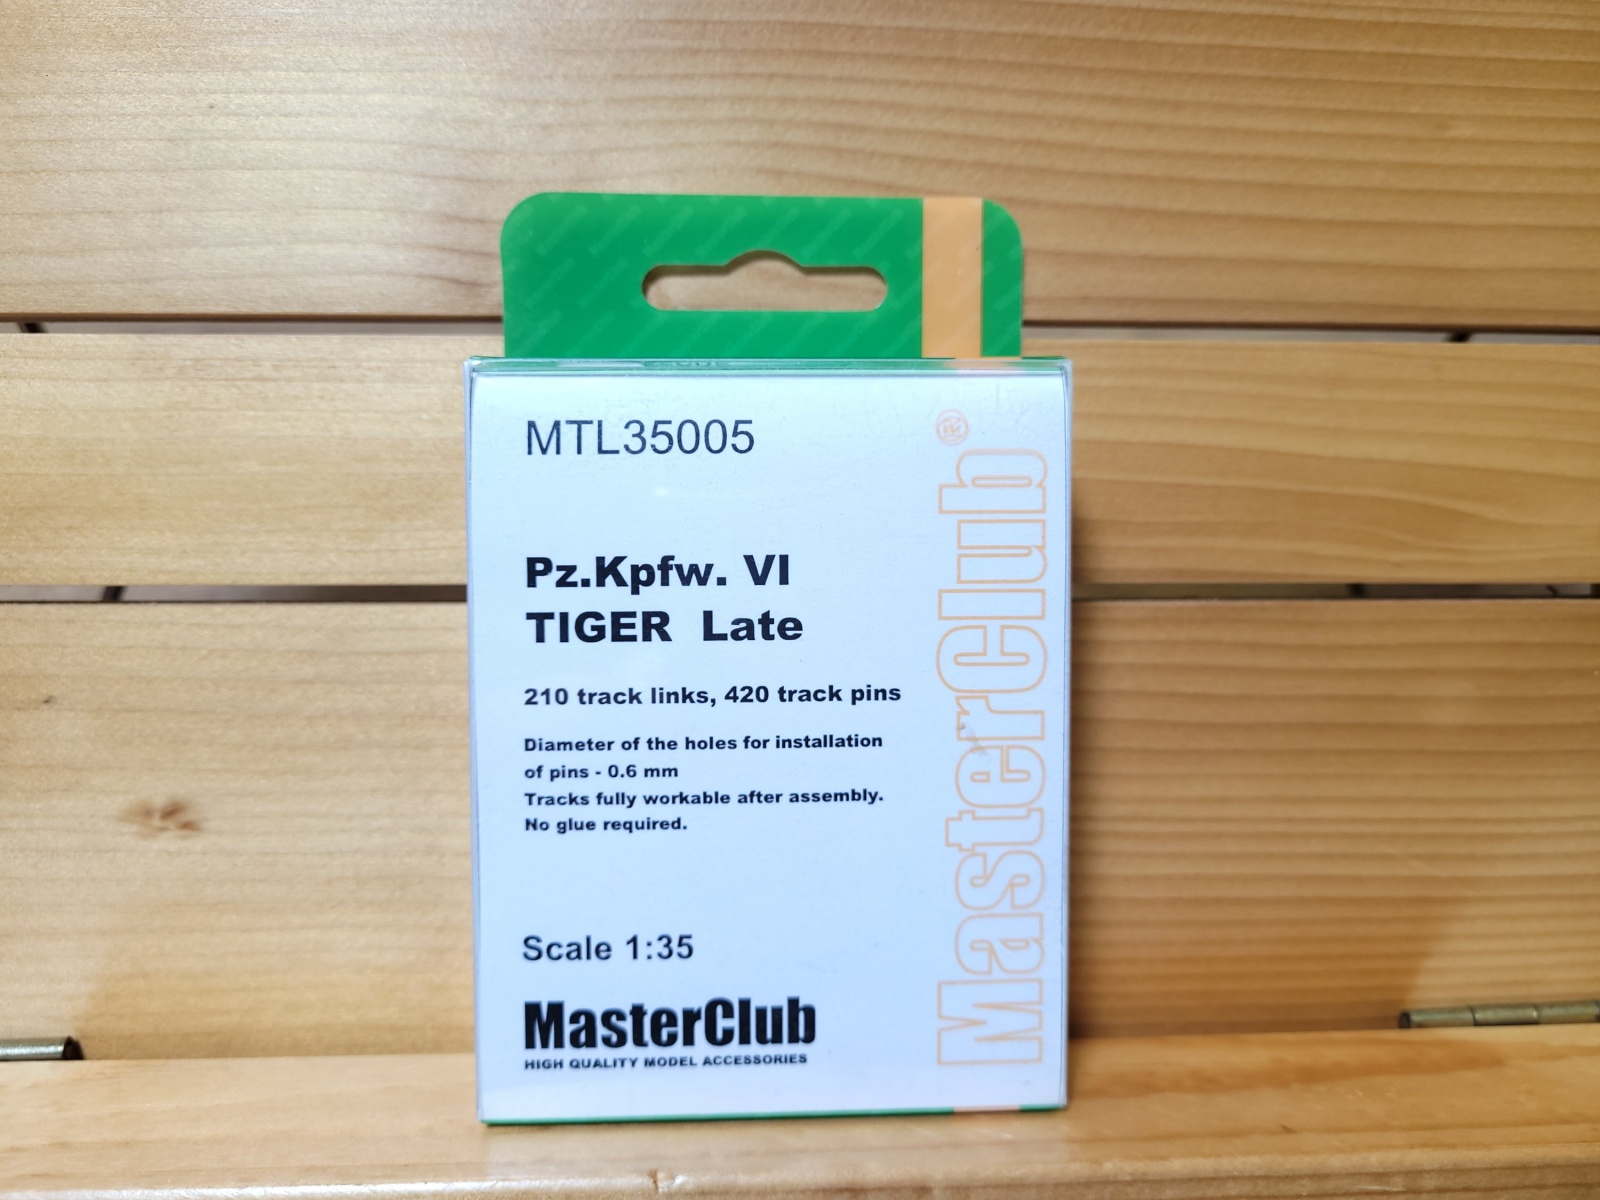 MTL35005
Pz.Kpfw. VI
TIGER Late
210 track links, 420 track pins
Diameter of the holes for installation
of pins - 0.6 mm
Tracks fully workable after assembly.
No glue required.
Scale 1:35
MasterClub
HIGH QUALITY MODEL ACCESSORIES
MasterClub®